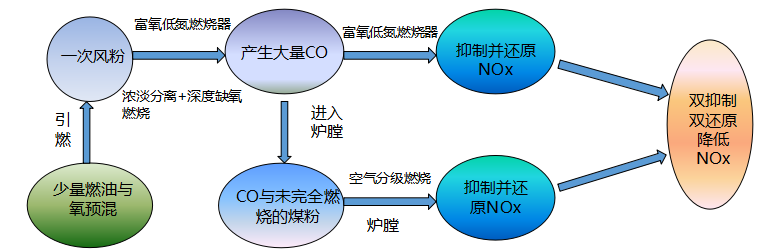 富氧低氮燃烧器
富氧低氮燃烧器
一次风粉
产生大量CO
抑制并还原
NOx
浓淡分离+深度缺氧
燃烧
引
燃
进入
炉膛
双抑制
双还原
降低
NOx
少量燃油与
氧预混
CO与未完全燃
烧的煤粉
空气分级燃烧
炉膛
抑制并还
原NOx